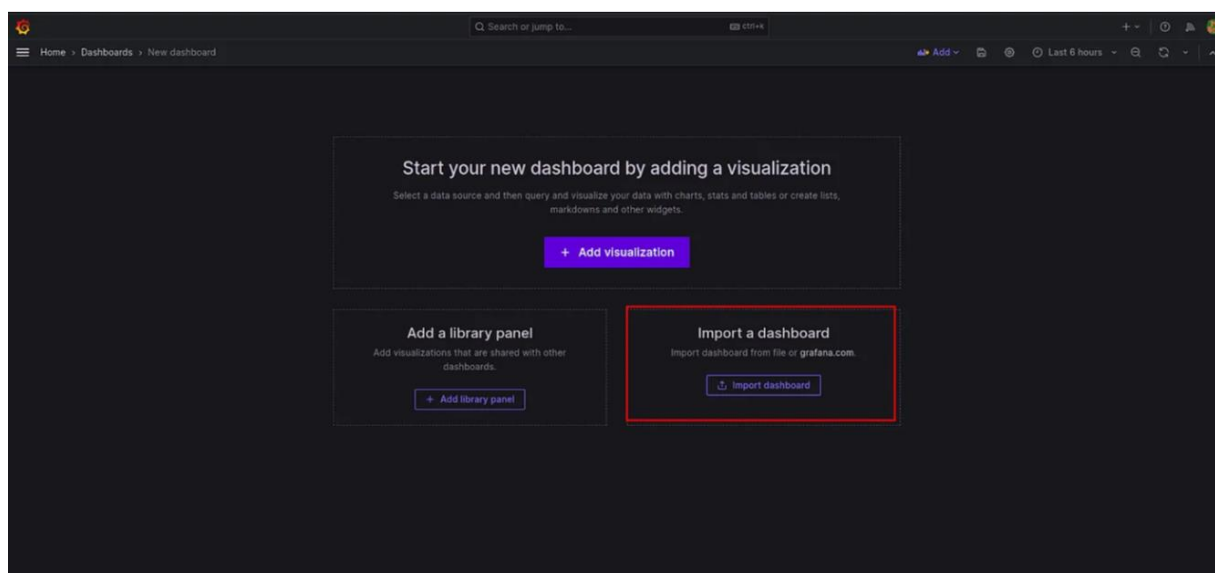 Search or jump to... ctrl+k
Home > Dashboards > New dashboard Add Last 6 hours
Start your new dashboard by adding a visualization
Select a data source and then query and visualize your data with charts, stats and tables or create lists,
markdowns and other widgets.
+ Add visualization
Add a library panel
Add visualizations that are shared with other
dashboards.
+ Add library panel
Import a dashboard
Import dashboard from file or grafana.com.
Import dashboard